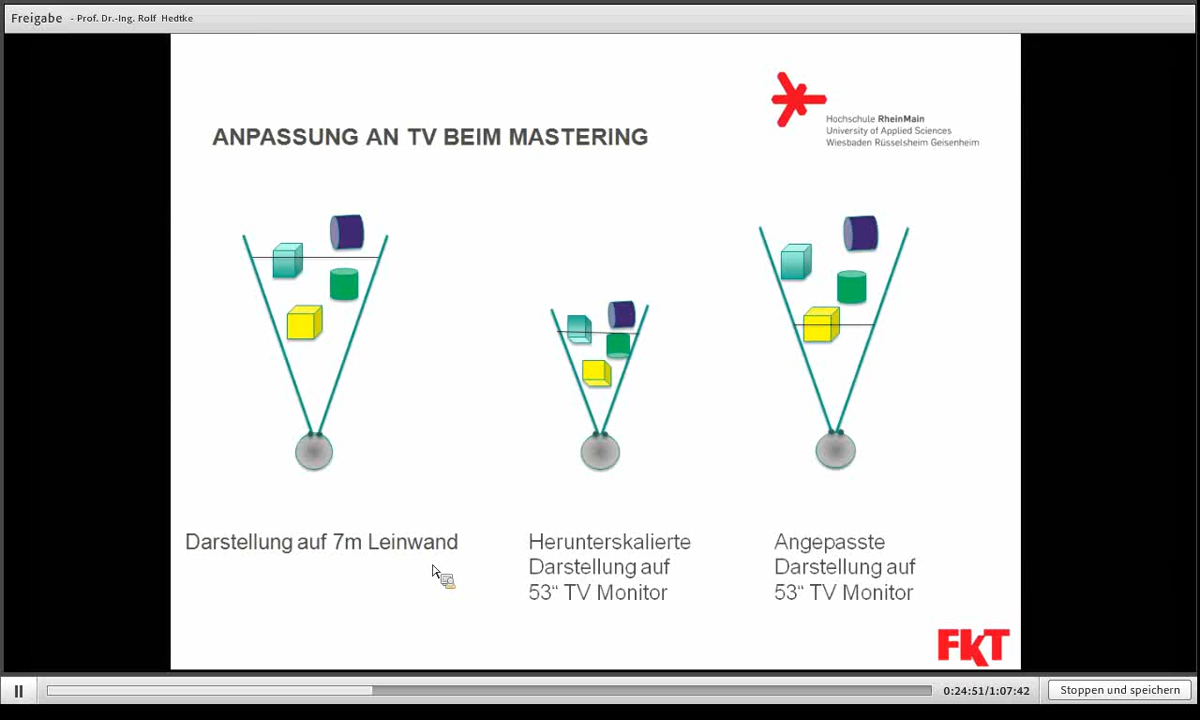 Freigabe - Prof. Dr.-Ing. Rolf Hedtke
Hochschule RheinMain
University of Applied Sciences
Wiesbaden Rüsselsheim Geisenheim
ANPASSUNG AN TV BEIM MASTERING
Darstellung auf 7m Leinwand
Herunterskalierte
Darstellung auf
53“ TV Monitor
Angepasste
Darstellung auf
53“ TV Monitor
FKT
0:24:51/1:07:42
Stoppen und speichern